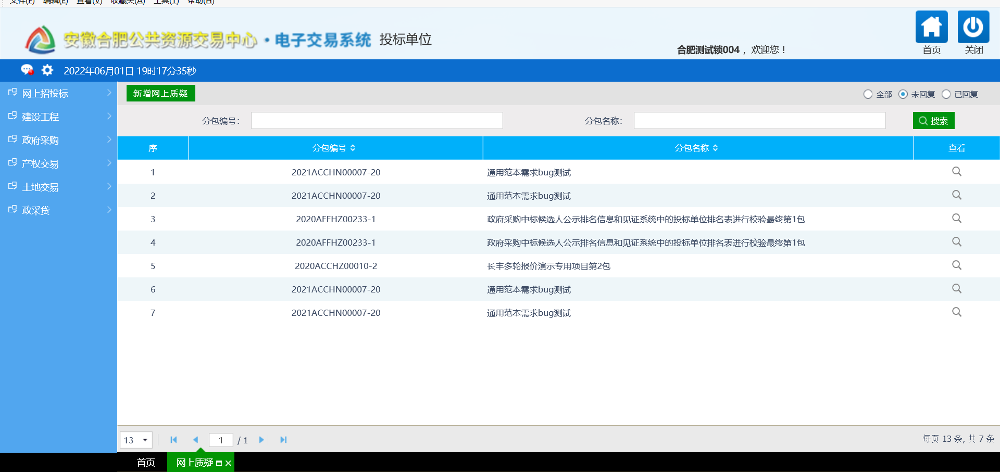 文件(F) 编辑(E) 查看(V) 收藏夹(A) 工具(T) 帮助(H)
安徽合肥公共资源交易中心·电子交易系统 投标单位
合肥测试锁004 ，欢迎您！
首页 关闭
2022年06月01日 19时17分35秒
网上招投标
建设工程
政府采购
产权交易
土地交易
政采贷
新增网上质疑 全部 未回复 已回复
分包编号： 分包名称： 搜索
序 分包编号 分包名称 查看
1 2021ACCHN00007-20 通用范本需求bug测试
2 2021ACCHN00007-20 通用范本需求bug测试
3 2020AFFHZ00233-1 政府采购中标候选人公示排名信息和见证系统中的投标单位排名表进行校验最终第1包
4 2020AFFHZ00233-1 政府采购中标候选人公示排名信息和见证系统中的投标单位排名表进行校验最终第1包
5 2020ACCHZ00010-2 长丰多轮报价演示专用项目第2包
6 2021ACCHN00007-20 通用范本需求bug测试
7 2021ACCHN00007-20 通用范本需求bug测试
13 1 / 1 每页 13 条, 共 7 条
首页 网上质疑